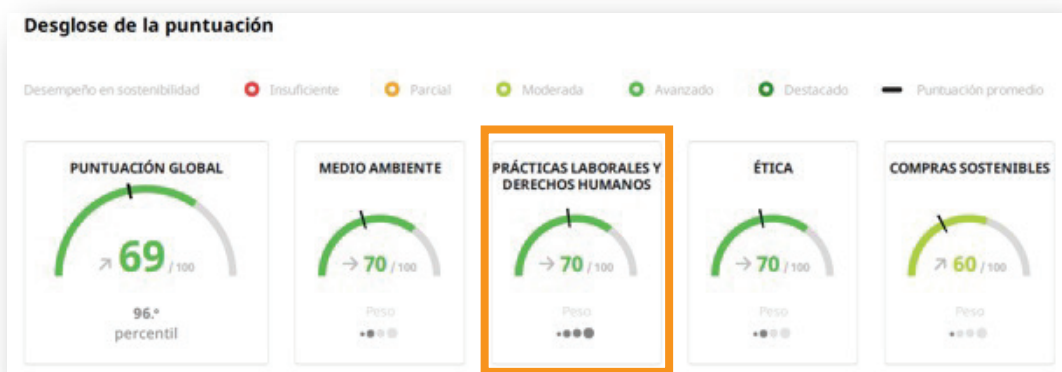 Desglose de la puntuación
Desempeño en sostenibilidad Insuficiente Parcial Moderada Avanzado Destacado Puntuación promedio
PUNTUACIÓN GLOBAL
69 / 100
96.º
percentil
MEDIO AMBIENTE
70 / 100
Peso
PRÁCTICAS LABORALES Y
DERECHOS HUMANOS
70 / 100
Peso
ÉTICA
70 / 100
Peso
COMPRAS SOSTENIBLES
60 / 100
Peso